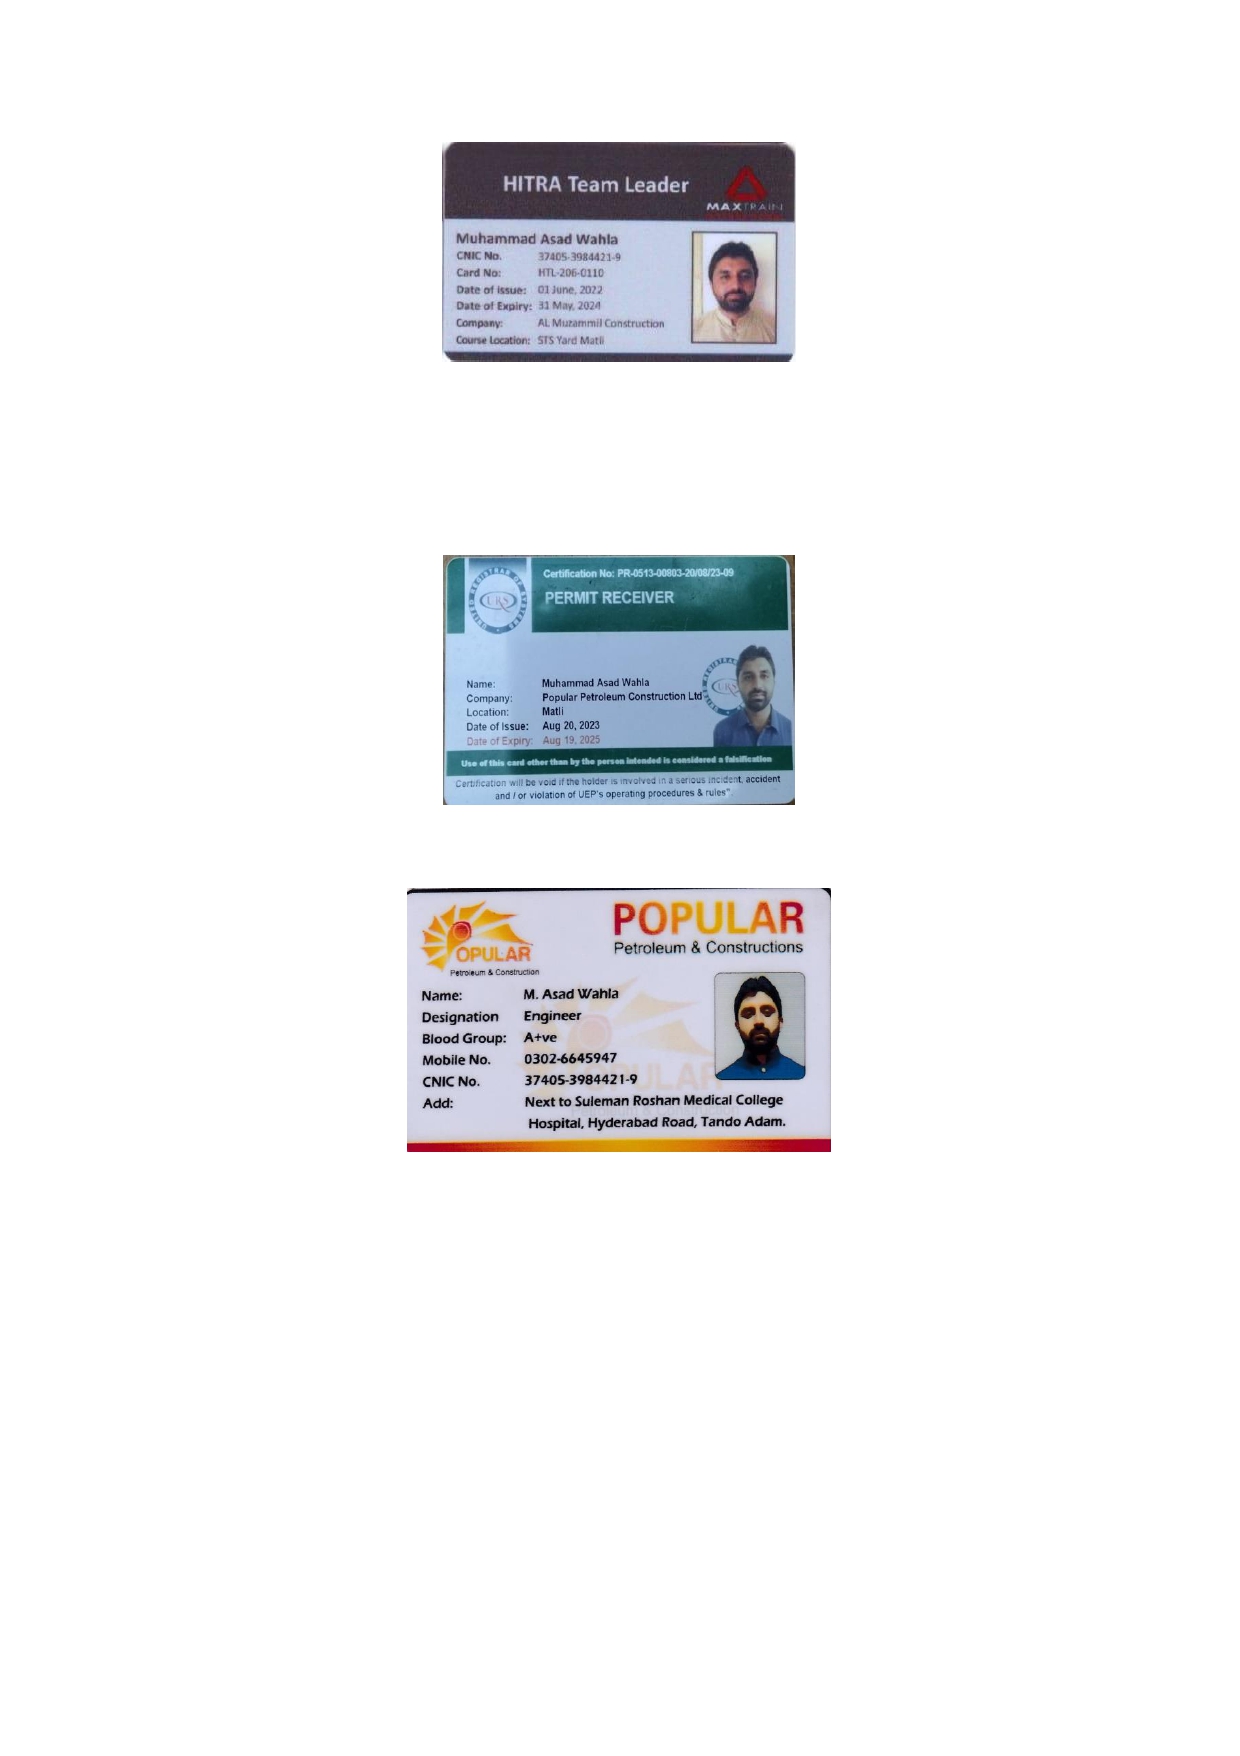 HITRA Team Leader
MAXTRAIN
Muhammad Asad Wahla
CNIC No. 37405-3984421-9
Card No: HTL-206-0110
Date of Issue: 01 June, 2022
Date of Expiry: 31 May, 2024
Company: AL Muzammil Construction
Course Location: STS Yard Matli
Certification No: PR-0513-00803-20/08/23-09
PERMIT RECEIVER
UNITED REGISTRAR OF SYSTEMS
URS
Name: Muhammad Asad Wahla
Company: Popular Petroleum Construction Ltd
Location: Matli
Date of Issue: Aug 20, 2023
Date of Expiry: Aug 19, 2025
URS
Use of this card other than by the person intended is considered a falsification
Certification will be void if the holder is involved in a serious incident, accident
and / or violation of UEP's operating procedures & rules"
POPULAR
Petroleum & Constructions
OPULAR
Petroleum & Construction
Name: M. Asad Wahla
Designation Engineer
Blood Group: A+ve
Mobile No. 0302-6645947
CNIC No. 37405-3984421-9
Add: Next to Suleman Roshan Medical College
Hospital, Hyderabad Road, Tando Adam.